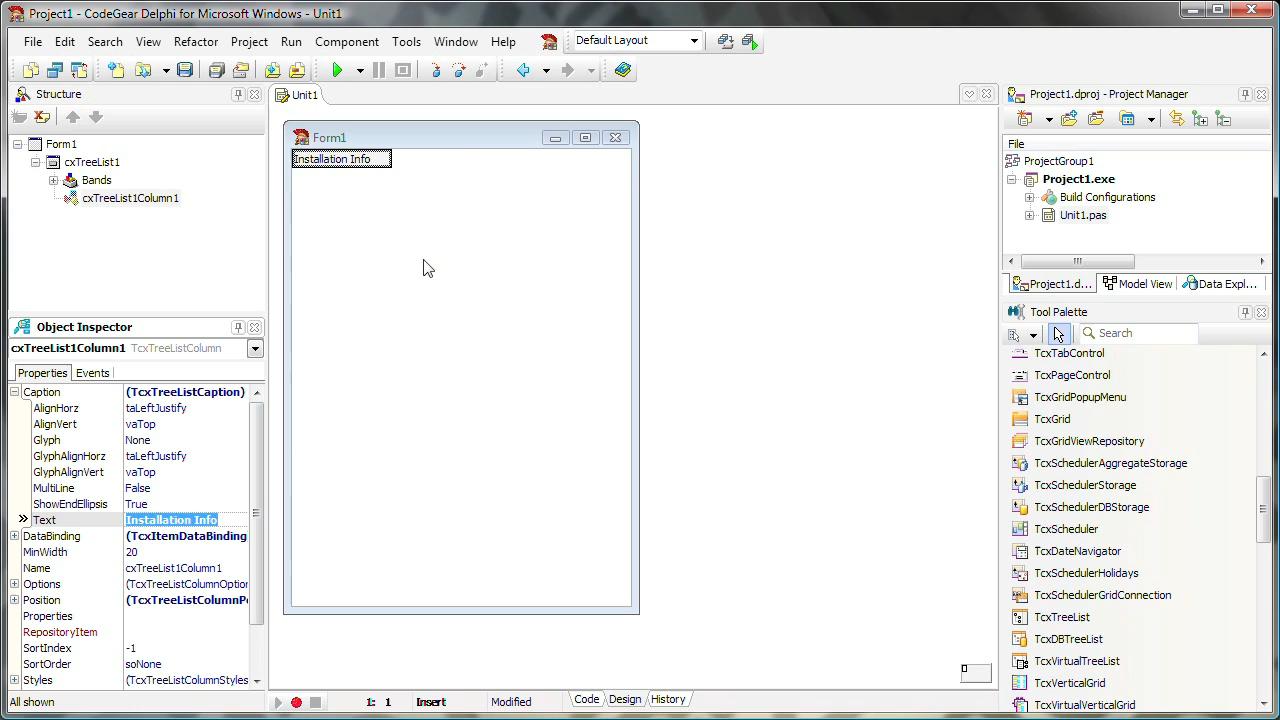 Project1 - CodeGear Delphi for Microsoft Windows - Unit1
File Edit Search View Refactor Project Run Component Tools Window Help Default Layout
Structure
Form1
cxTreeList1
Bands
cxTreeList1Column1
Object Inspector
cxTreeList1Column1 TcxTreeListColumn
Properties Events
Caption (TcxTreeListCaption)
AlignHorz taLeftJustify
AlignVert vaTop
Glyph None
GlyphAlignHorz taLeftJustify
GlyphAlignVert vaTop
MultiLine False
ShowEndEllipsis True
Text Installation Info
DataBinding (TcxItemDataBinding
MinWidth 20
Name cxTreeList1Column1
Options (TcxTreeListColumnOption
Position (TcxTreeListColumnPo
Properties
RepositoryItem
SortIndex -1
SortOrder soNone
Styles (TcxTreeListColumnStyles
All shown
Unit1
Form1
Installation Info
1: 1 Insert Modified Code Design History
Project1.dproj - Project Manager
File
ProjectGroup1
Project1.exe
Build Configurations
Unit1.pas
Project1.d... Model View Data Expl...
Tool Palette
Search
TcxTabControl
TcxPageControl
TcxGridPopupMenu
TcxGrid
TcxGridViewRepository
TcxSchedulerAggregateStorage
TcxSchedulerStorage
TcxSchedulerDBStorage
TcxScheduler
TcxDateNavigator
TcxSchedulerHolidays
TcxSchedulerGridConnection
TcxTreeList
TcxDBTreeList
TcxVirtualTreeList
TcxVerticalGrid
TcxVirtualVerticalGrid